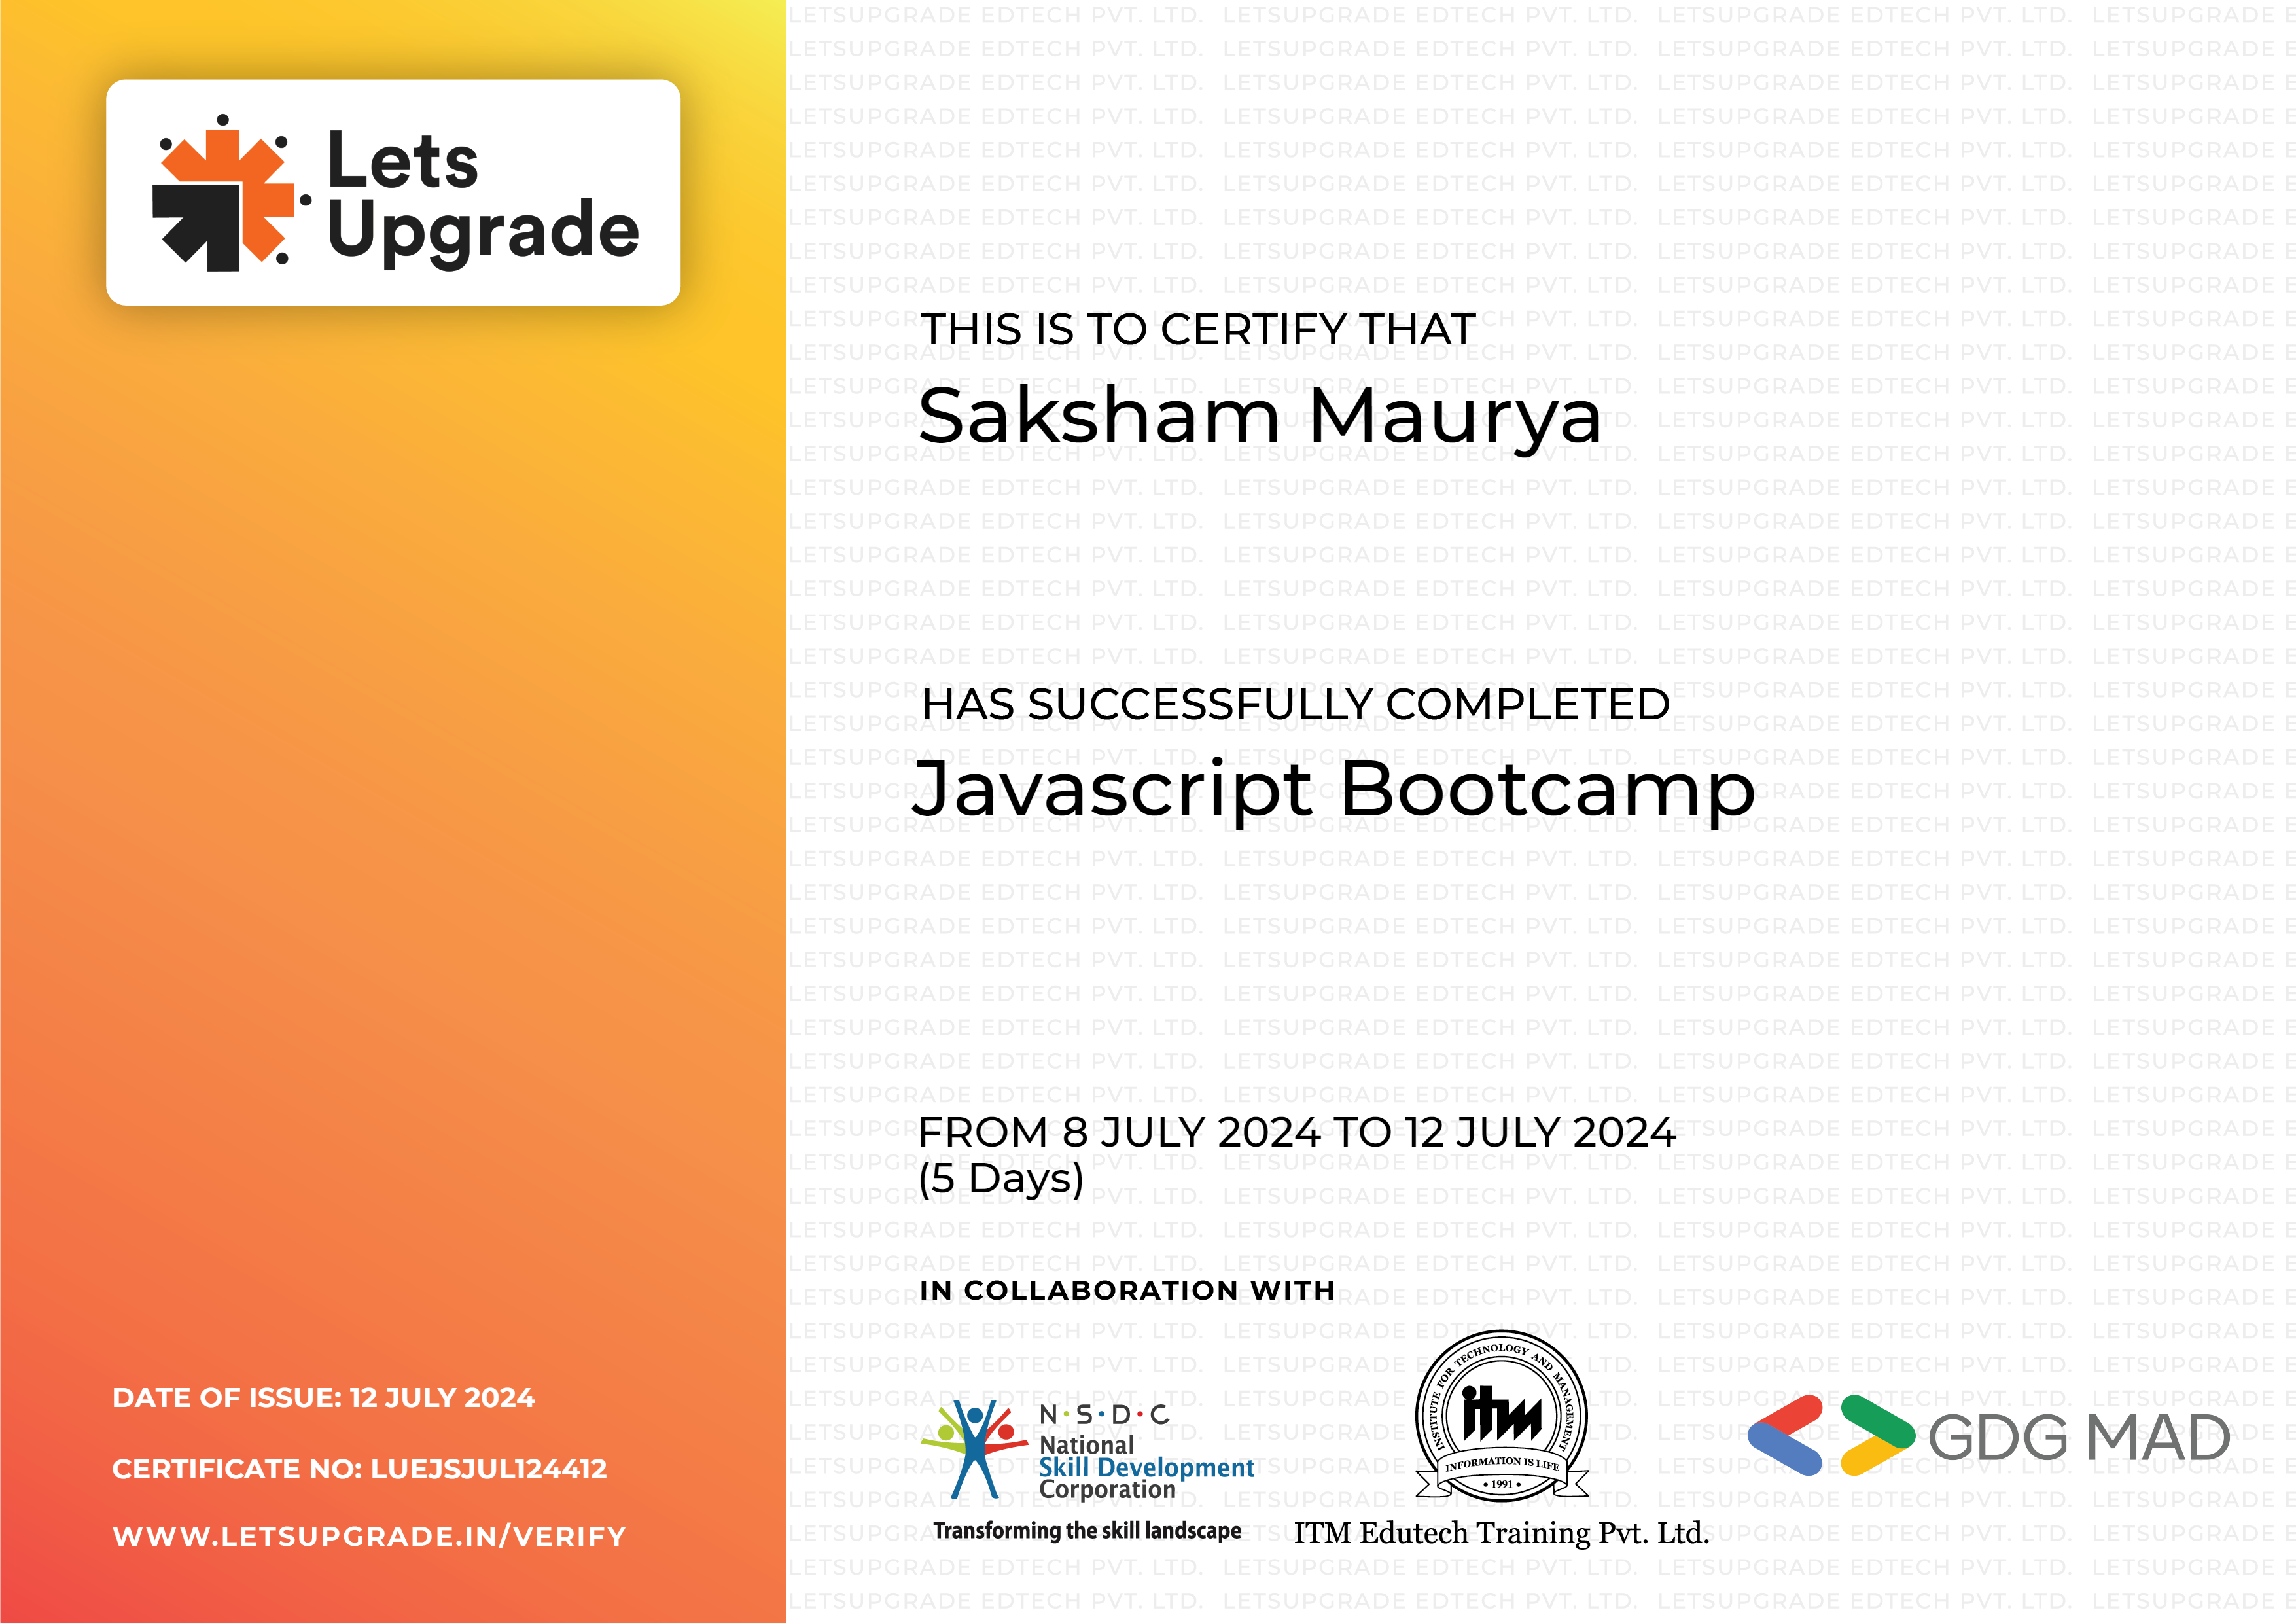 Lets
Upgrade
THIS IS TO CERTIFY THAT
Saksham Maurya
HAS SUCCESSFULLY COMPLETED
Javascript Bootcamp
FROM 8 JULY 2024 TO 12 JULY 2024
(5 Days)
IN COLLABORATION WITH
N·S·D·C
National
Skill Development
Corporation
Transforming the skill landscape
INSTITUTE FOR TECHNOLOGY AND MANAGEMENT
itm
INFORMATION IS LIFE
• 1991 •
ITM Edutech Training Pvt. Ltd.
GDG MAD
DATE OF ISSUE: 12 JULY 2024
CERTIFICATE NO: LUEJSJUL124412
WWW.LETSUPGRADE.IN/VERIFY
LETSUPGRADE EDTECH PVT. LTD.